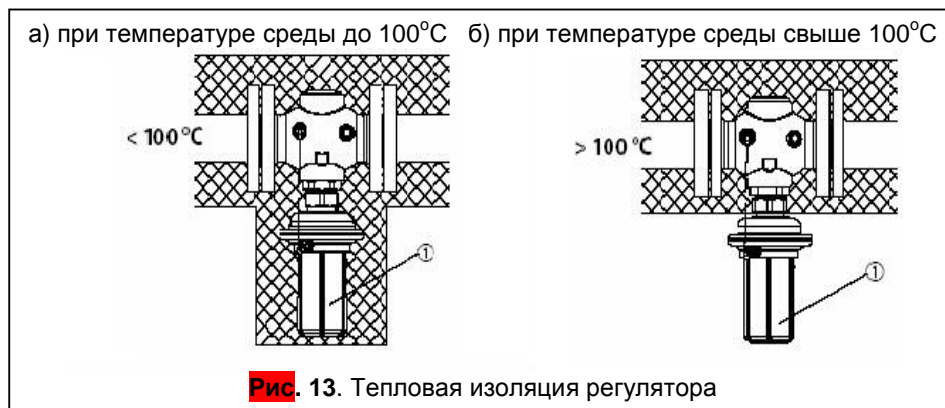 а) при температуре среды до 100°С б) при температуре среды свыше 100°С
< 100 °C
> 100 °C
①
①
Рис. 13. Тепловая изоляция регулятора